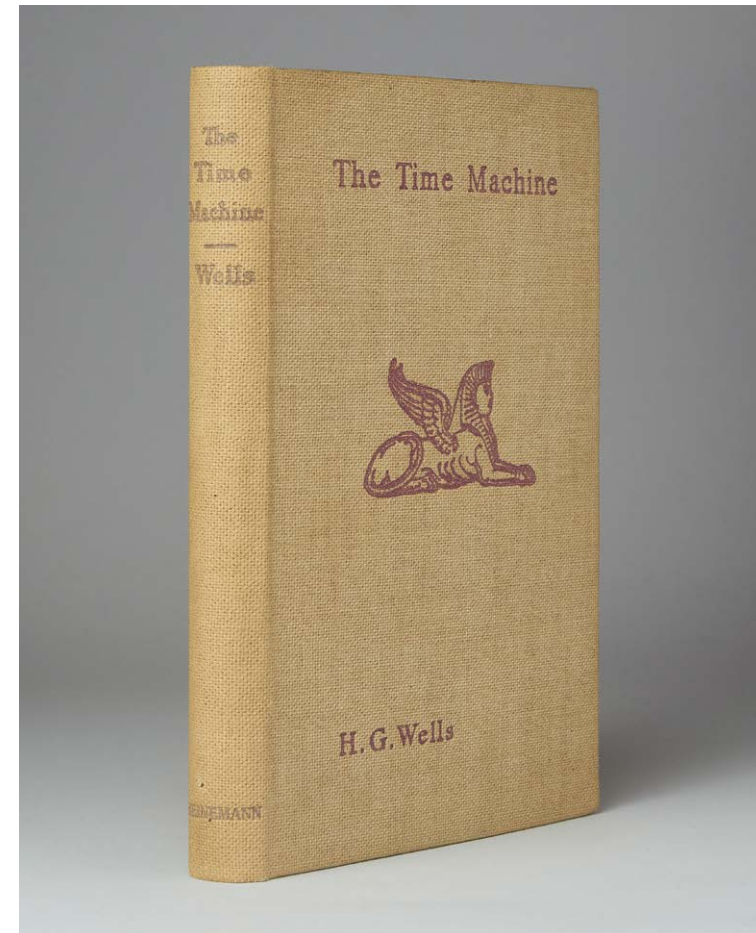 The
Time
Machine
Wells
HEINEMANN
The Time Machine
H.G.Wells